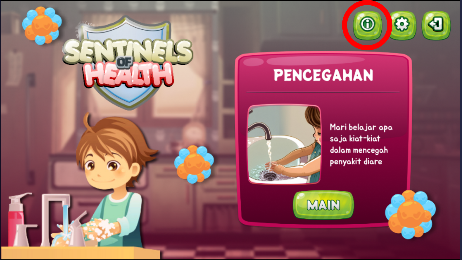 SENTINELS
OF
HEALTH
PENCEGAHAN
Mari belajar apa
saja kiat-kiat
dalam mencegah
penyakit diare
MAIN